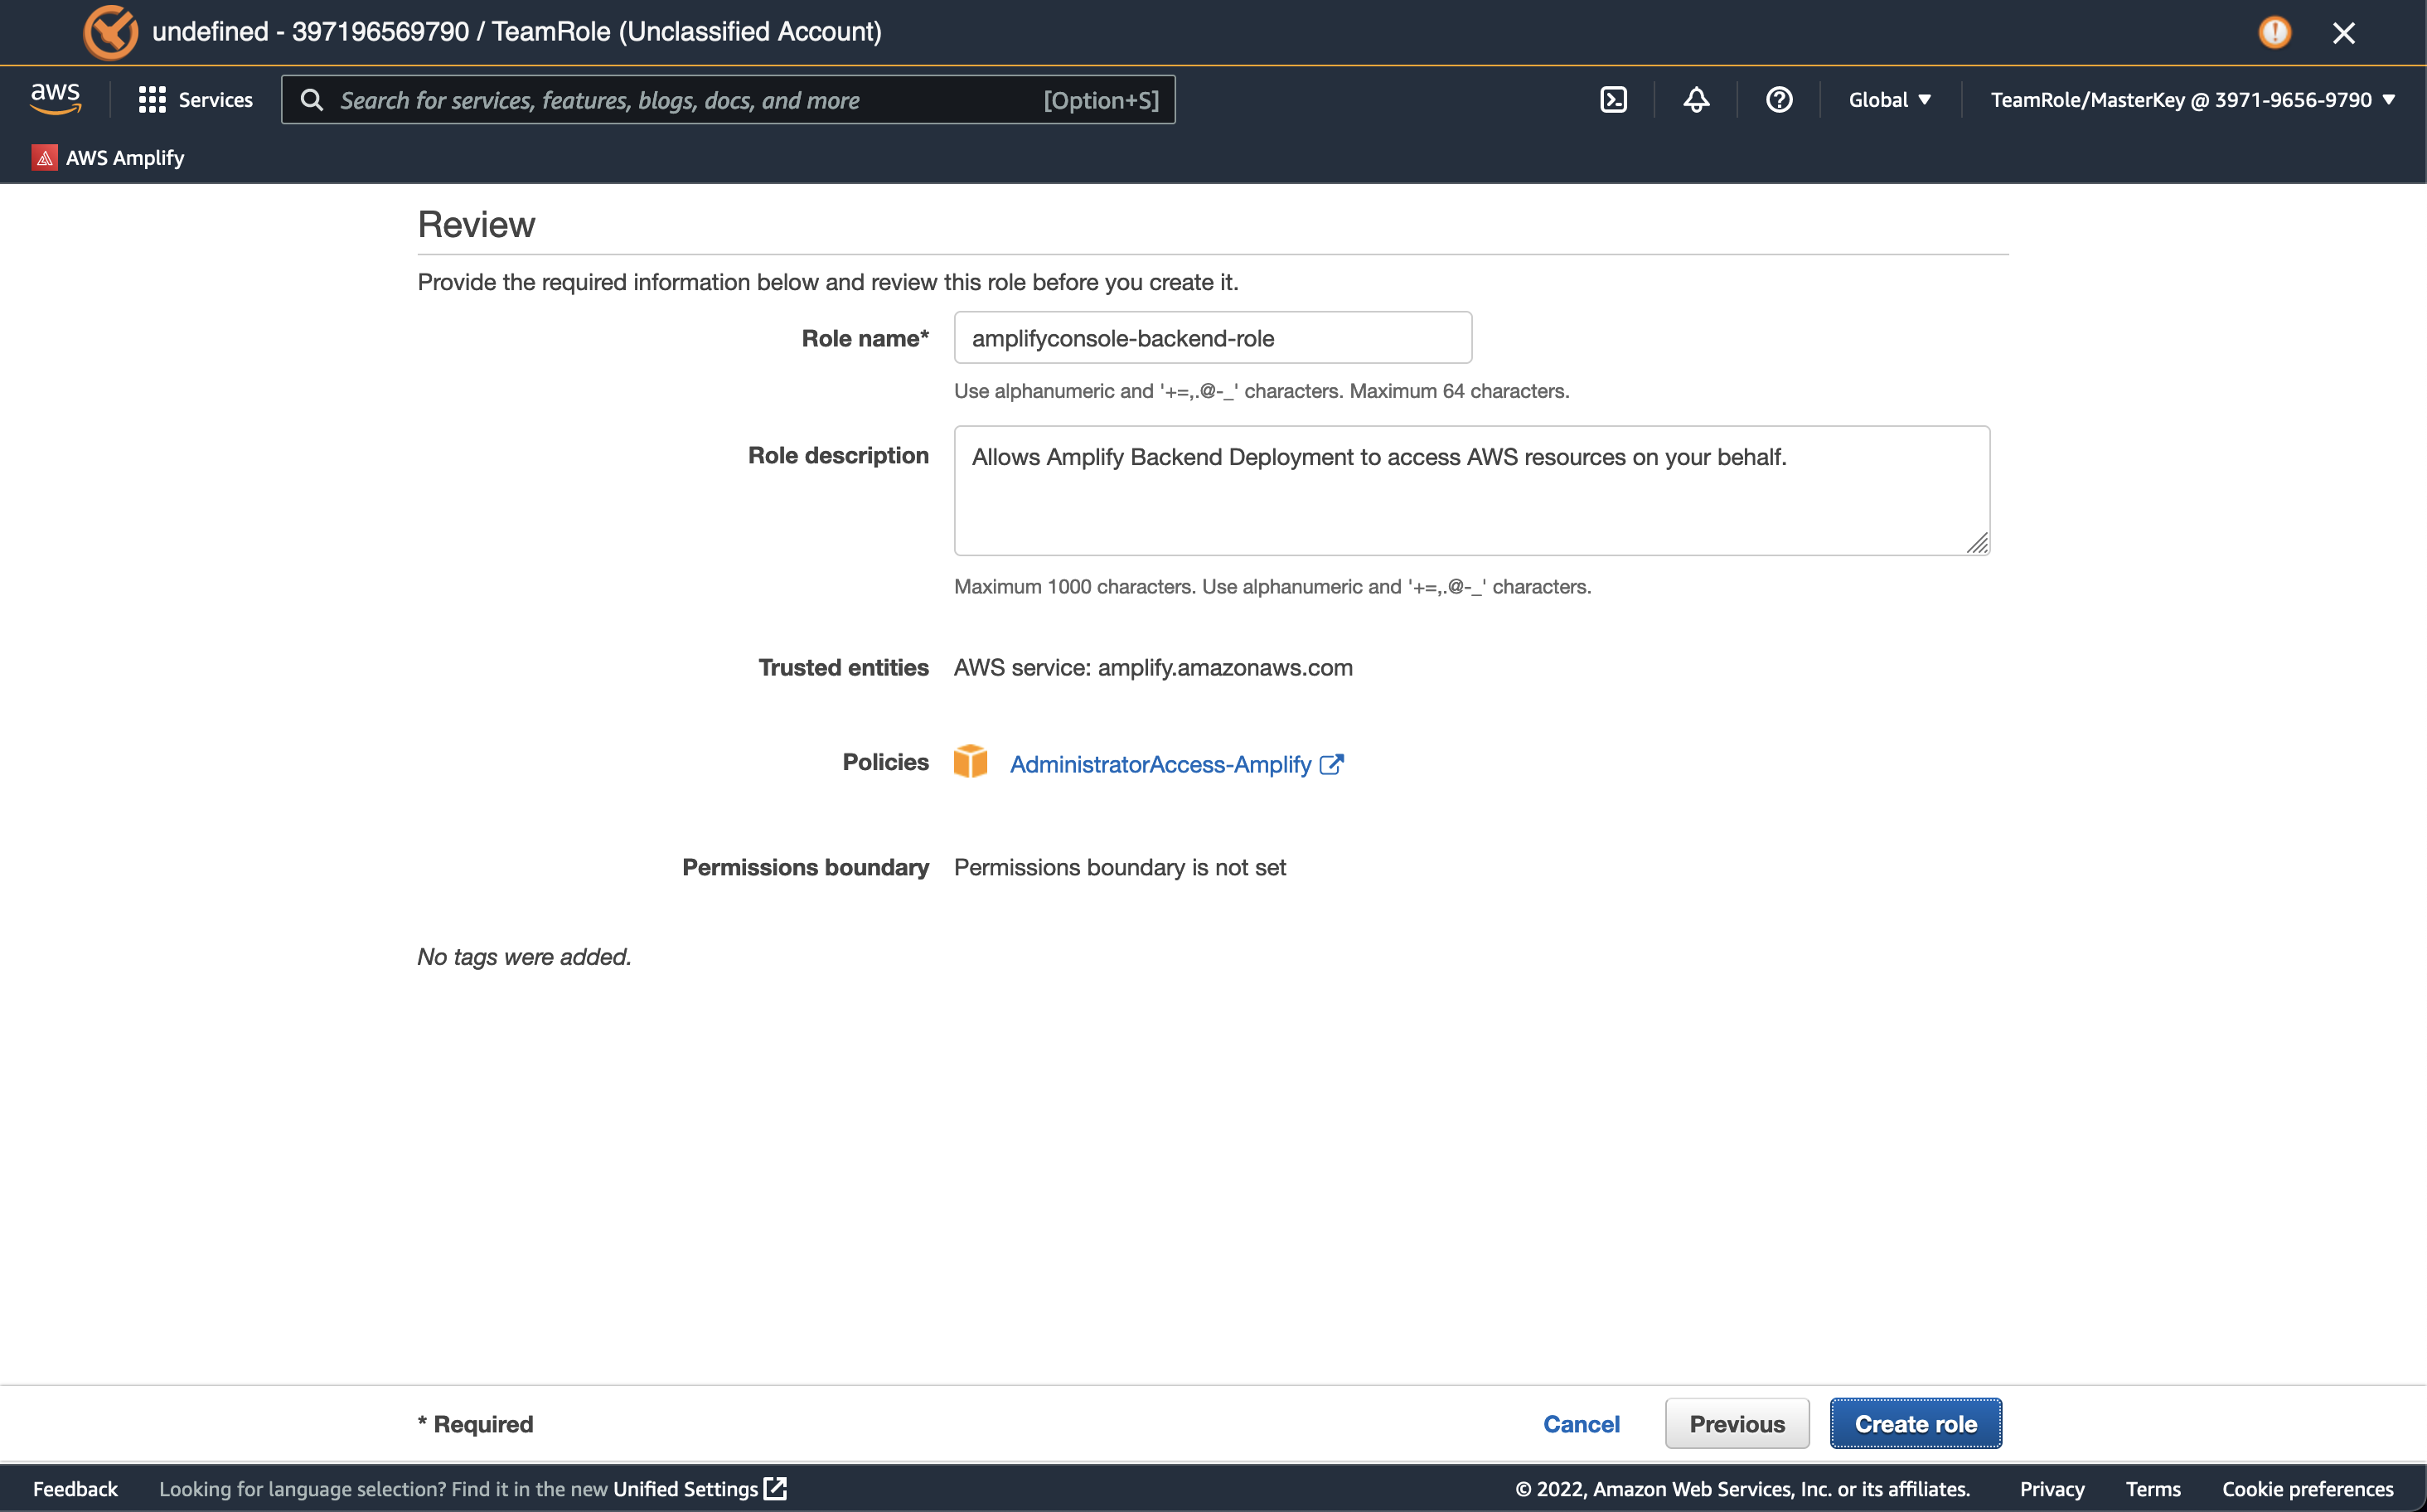 undefined - 397196569790 / TeamRole (Unclassified Account)
aws
Services
Search for services, features, blogs, docs, and more
[Option+S]
Global
TeamRole/MasterKey @ 3971-9656-9790
AWS Amplify
Review
Provide the required information below and review this role before you create it.
Role name*
amplifyconsole-backend-role
Use alphanumeric and '+=,.@-_' characters. Maximum 64 characters.
Role description
Allows Amplify Backend Deployment to access AWS resources on your behalf.
Maximum 1000 characters. Use alphanumeric and '+=,.@-_' characters.
Trusted entities
AWS service: amplify.amazonaws.com
Policies
AdministratorAccess-Amplify
Permissions boundary
Permissions boundary is not set
No tags were added.
* Required
Cancel
Previous
Create role
Feedback
Looking for language selection? Find it in the new Unified Settings
© 2022, Amazon Web Services, Inc. or its affiliates.
Privacy
Terms
Cookie preferences